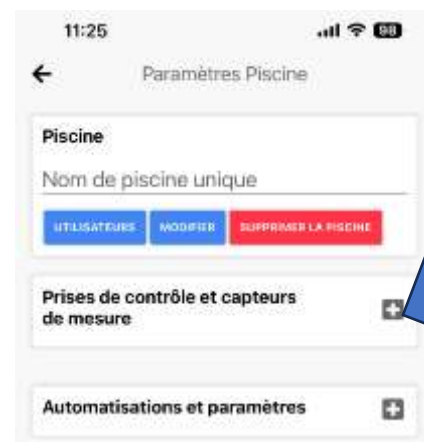 11:25
98
Paramètres Piscine
Piscine
Nom de piscine unique
UTILISATEURS MODIFIER SUPPRIMER LA PISCINE
Prises de contrôle et capteurs
de mesure
Automatisations et paramètres